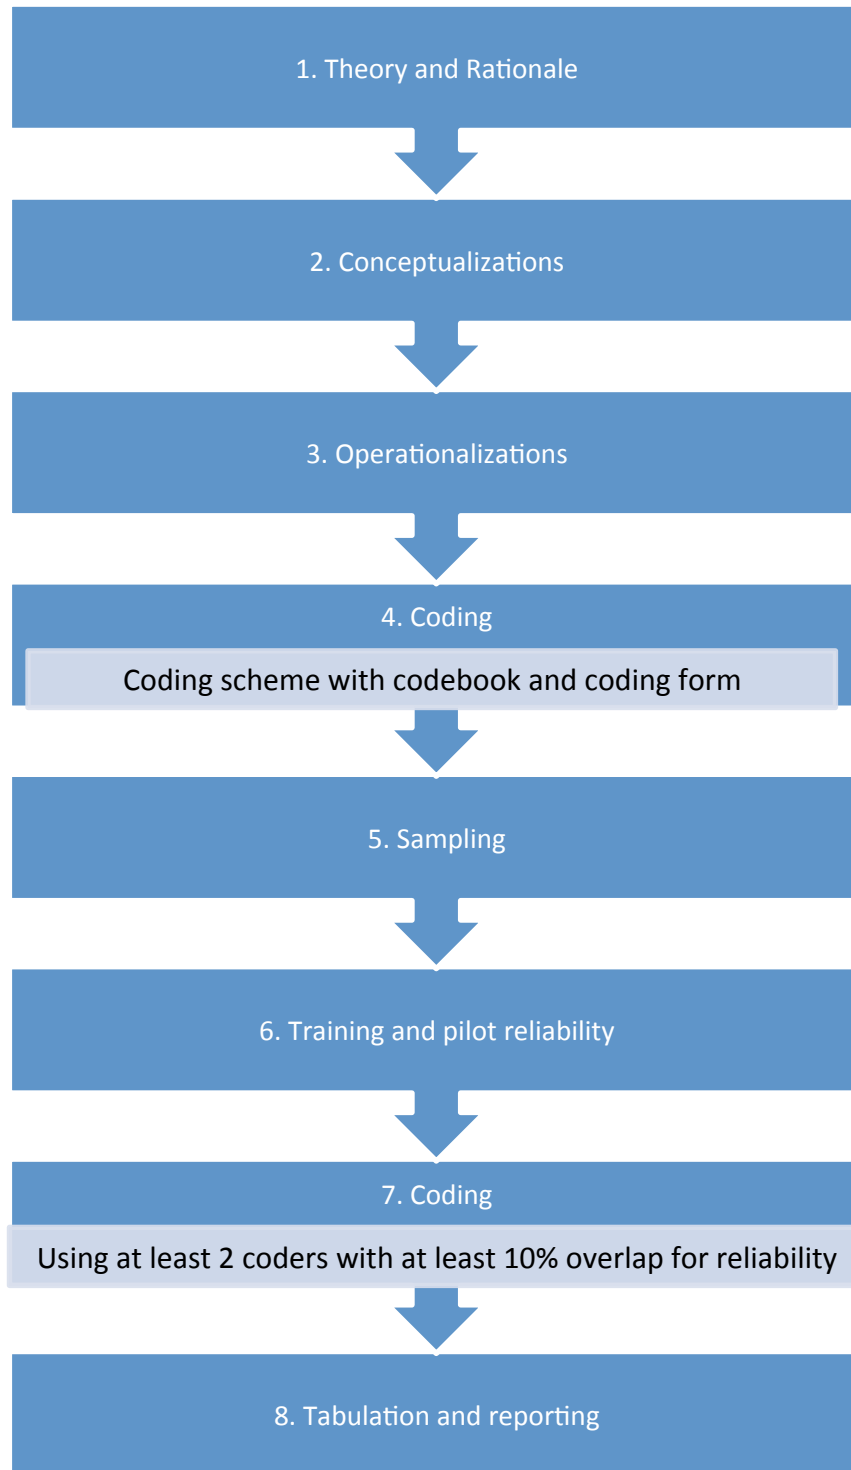 1. Theory and Rationale
2. Conceptualizations
3. Operationalizations
4. Coding
Coding scheme with codebook and coding form
5. Sampling
6. Training and pilot reliability
7. Coding
Using at least 2 coders with at least 10% overlap for reliability
8. Tabulation and reporting